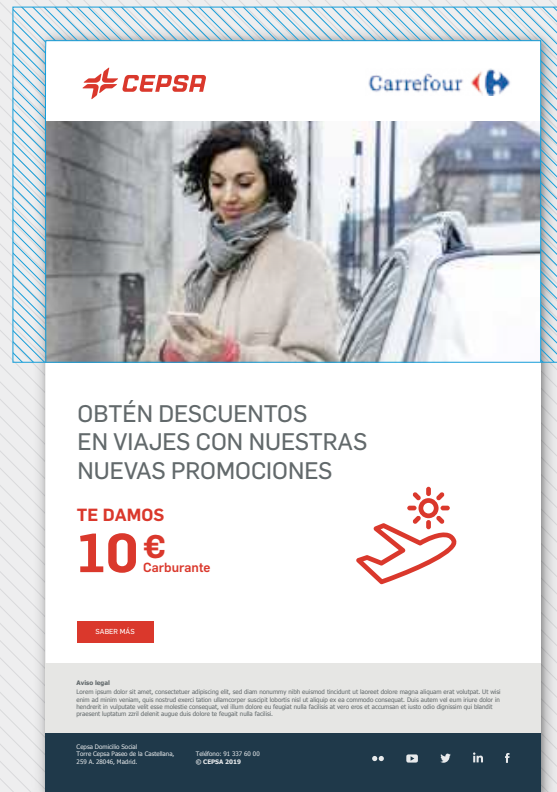 CEPSA
Carrefour
OBTÉN DESCUENTOS
EN VIAJES CON NUESTRAS
NUEVAS PROMOCIONES
TE DAMOS
10 €
Carburante
SABER MÁS
Aviso legal
Lorem ipsum dolor sit amet, consectetuer adipiscing elit, sed diam nonummy nibh euismod tincidunt ut laoreet dolore magna aliquam erat volutpat. Ut wisi
enim ad minim veniam, quis nostrud exerci tation ullamcorper suscipit lobortis nisl ut aliquip ex ea commodo consequat. Duis autem vel eum iriure dolor in
hendrerit in vulputate velit esse molestie consequat, vel illum dolore eu feugiat nulla facilisis at vero eros et accumsan et iusto odio dignissim qui blandit
praesent luptatum zzril delenit augue duis dolore te feugait nulla facilisi.
Cepsa Domicilio Social
Torre Cepsa Paseo de la Castellana,
259 A. 28046, Madrid.
Teléfono: 91 337 60 00
© CEPSA 2019